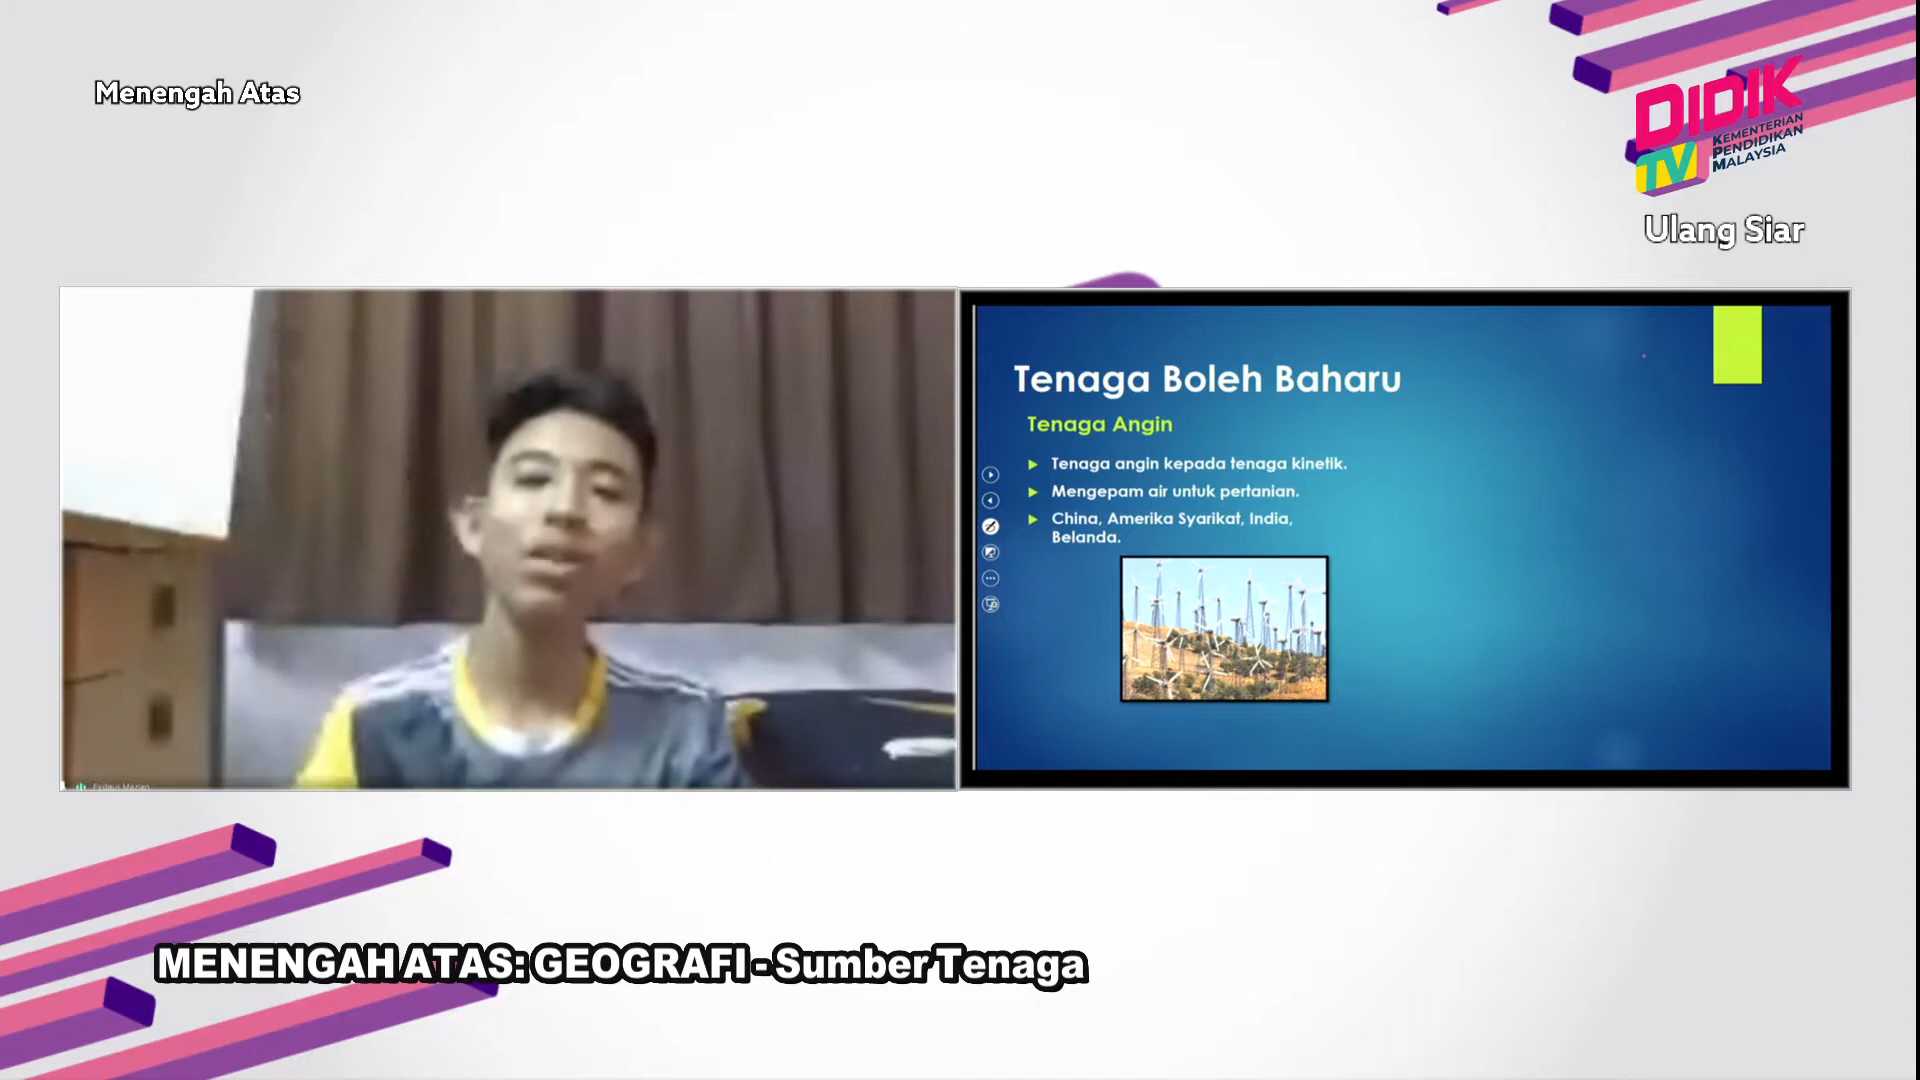 Menengah Atas
DIDIK
TV
KEMENTERIAN
PENDIDIKAN
MALAYSIA
Ulang Siar
Tenaga Boleh Baharu
Tenaga Angin
Tenaga angin kepada tenaga kinetik.
Mengepam air untuk pertanian.
China, Amerika Syarikat, India,
Belanda.
MENENGAH ATAS: GEOGRAFI - Sumber Tenaga